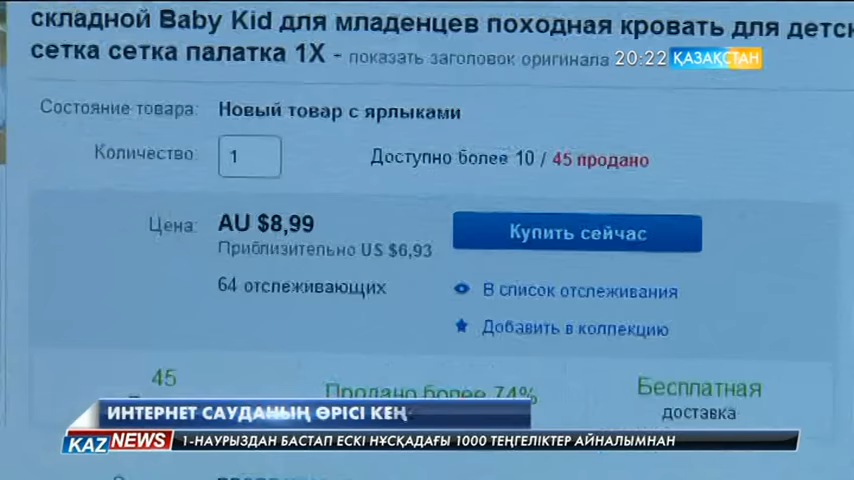 складной Baby Kid для младенцев походная кровать для детск
сетка сетка палатка 1X - показать заголовок оригинала
20:22 ҚАЗАҚСТАН
Состояние товара: Новый товар с ярлыками
Количество: 1 Доступно более 10 / 45 продано
Цена: AU $8,99 Купить сейчас
Приблизительно US $6,93
64 отслеживающих В список отслеживания
Добавить в коллекцию
45 Продано более 74% Бесплатная
доставка
ИНТЕРНЕТ САУДАНЫҢ ӨРІСІ КЕҢ
KAZNEWS 1-НАУРЫЗДАН БАСТАП ЕСКІ НҰСҚАДАҒЫ 1000 ТЕҢГЕЛІКТЕР АЙНАЛЫМНАН